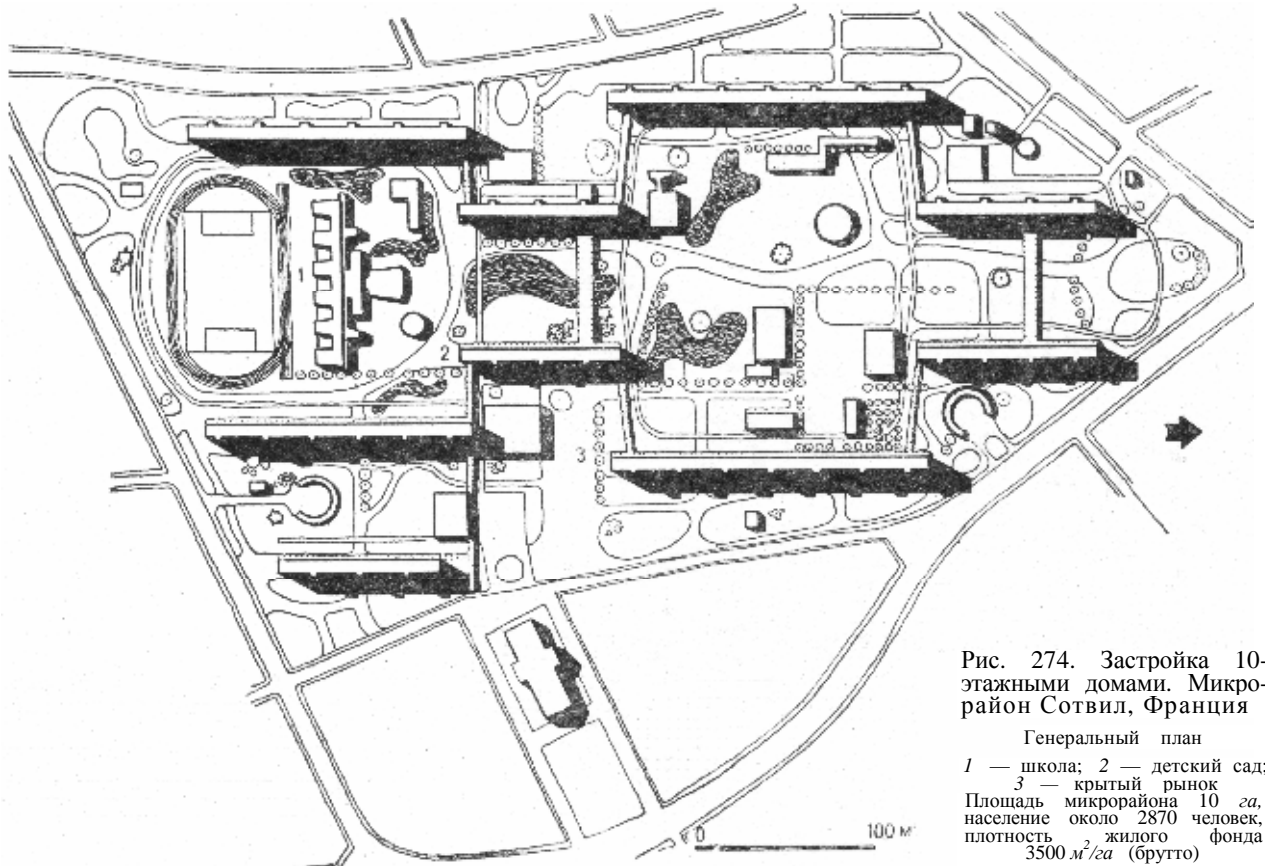 1
2
3
0 100 м
Рис. 274. Застройка 10-
этажными домами. Микро-
район Сотвил, Франция
Генеральный план
1 — школа; 2 — детский сад;
3 — крытый рынок
Площадь микрорайона 10 га,
население около 2870 человек,
плотность жилого фонда
3500 м²/га (брутто)